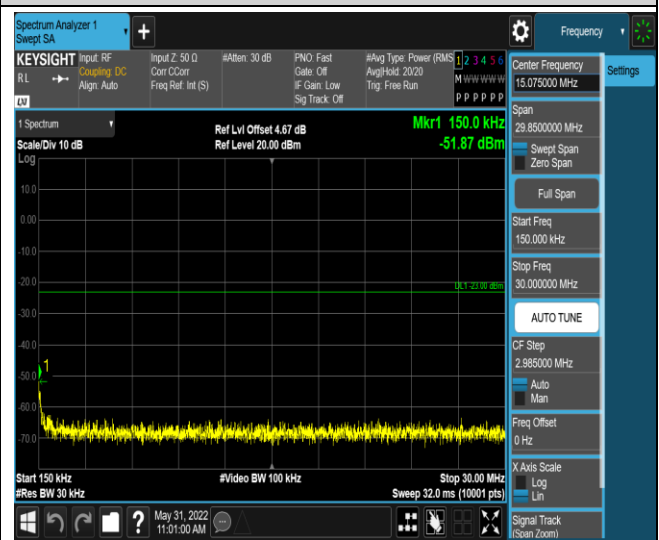 Spectrum Analyzer 1
Swept SA
Frequency
KEYSIGHT
RL
Input: RF
Coupling: DC
Align: Auto
Input Z: 50 Ω
Corr CCorr
Freq Ref: Int (S)
#Atten: 30 dB
PNO: Fast
Gate: Off
IF Gain: Low
Sig Track: Off
#Avg Type: Power (RMS
Avg|Hold: 20/20
Trig: Free Run
1 2 3 4 5 6
M W W W W W
P P P P P P
1 Spectrum
Scale/Div 10 dB
Ref Lvl Offset 4.67 dB
Ref Level 20.00 dBm
Mkr1 150.0 kHz
-51.87 dBm
Log
10.0
0.00
-10.0
-20.0
DL1 -23.00 dBm
-30.0
-40.0
1
-50.0
-60.0
-70.0
Start 150 kHz
#Video BW 100 kHz
Stop 30.00 MHz
#Res BW 30 kHz
Sweep 32.0 ms (10001 pts)
May 31, 2022
11:01:00 AM
?
Center Frequency
15.075000 MHz
Settings
Span
29.8500000 MHz
Swept Span
Zero Span
Full Span
Start Freq
150.000 kHz
Stop Freq
30.000000 MHz
AUTO TUNE
CF Step
2.985000 MHz
Auto
Man
Freq Offset
0 Hz
X Axis Scale
Log
Lin
Signal Track
(Span Zoom)